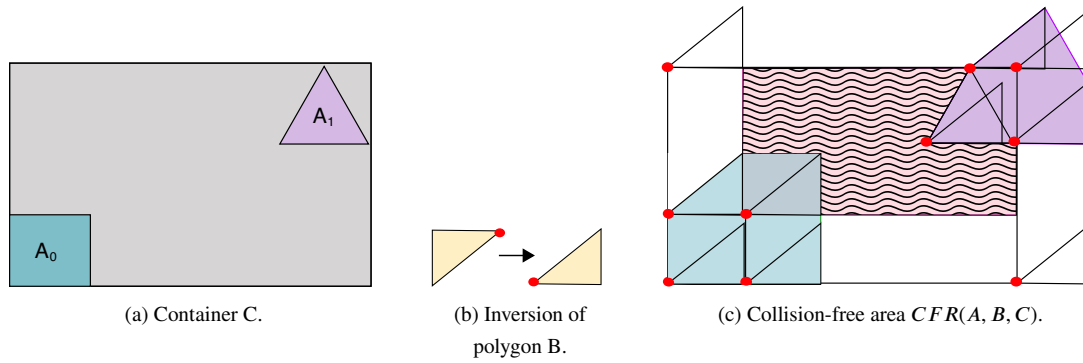 A₁
A₀
(a) Container C.
(b) Inversion of
polygon B.
(c) Collision-free area CFR(A, B, C).